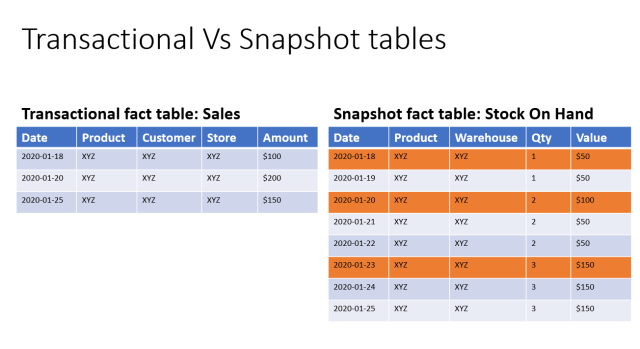 Transactional Vs Snapshot tables
Transactional fact table: Sales
Date Product Customer Store Amount
2020-01-18 XYZ XYZ XYZ $100
2020-01-20 XYZ XYZ XYZ $200
2020-01-25 XYZ XYZ XYZ $150
Snapshot fact table: Stock On Hand
Date Product Warehouse Qty Value
2020-01-18 XYZ XYZ 1 $50
2020-01-19 XYZ XYZ 1 $50
2020-01-20 XYZ XYZ 2 $100
2020-01-21 XYZ XYZ 2 $50
2020-01-22 XYZ XYZ 2 $50
2020-01-23 XYZ XYZ 3 $150
2020-01-24 XYZ XYZ 3 $150
2020-01-25 XYZ XYZ 3 $150